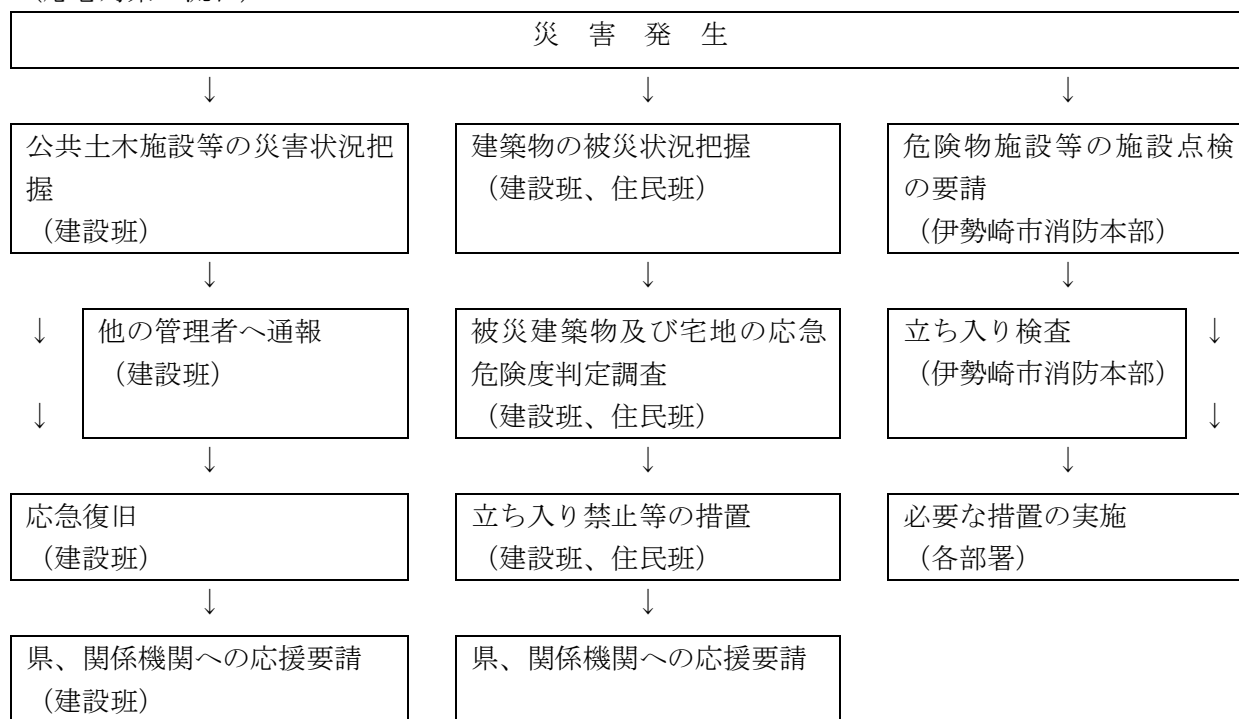 災　害　発　生
↓　↓　↓
公共土木施設等の災害状況把
握
（建設班）
建築物の被災状況把握
（建設班、住民班）
危険物施設等の施設点検
の要請
（伊勢崎市消防本部）
↓　↓　↓
↓
↓
他の管理者へ通報
（建設班）
被災建築物及び宅地の応急
危険度判定調査
（建設班、住民班）
立ち入り検査
（伊勢崎市消防本部）
↓
↓
↓　↓　↓
応急復旧
（建設班）
立ち入り禁止等の措置
（建設班、住民班）
必要な措置の実施
（各部署）
↓　↓
県、関係機関への応援要請
（建設班）
県、関係機関への応援要請